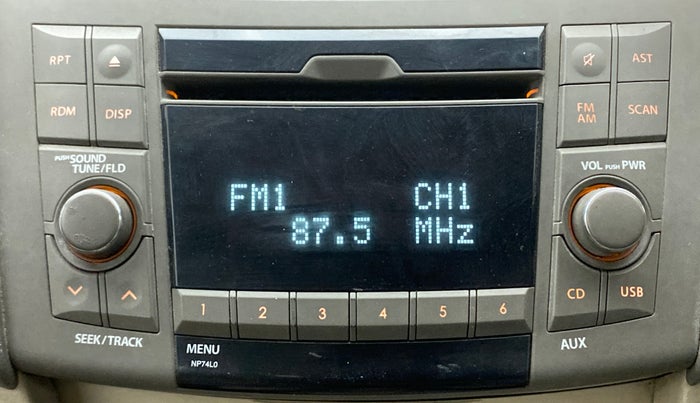 RPT
RDM
DISP
PUSH SOUND
TUNE/FLD
SEEK/TRACK
FM1 CH1
87.5 MHz
1 2 3 4 5 6
MENU
NP74L0
AST
FM
AM
SCAN
VOL PUSH PWR
CD
USB
AUX